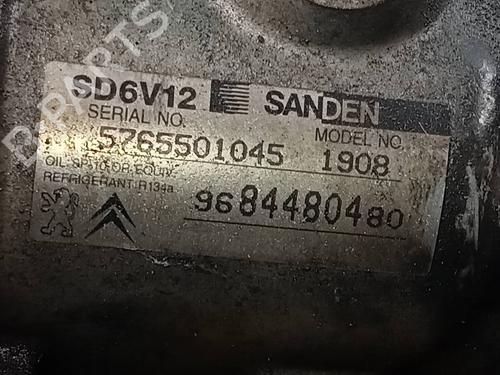 SD6V12 SANDEN
SERIAL NO. MODEL NO.
5765501045 1908
OIL SP10 OR EQUIV.
REFRIGERANT R134a
9684480480